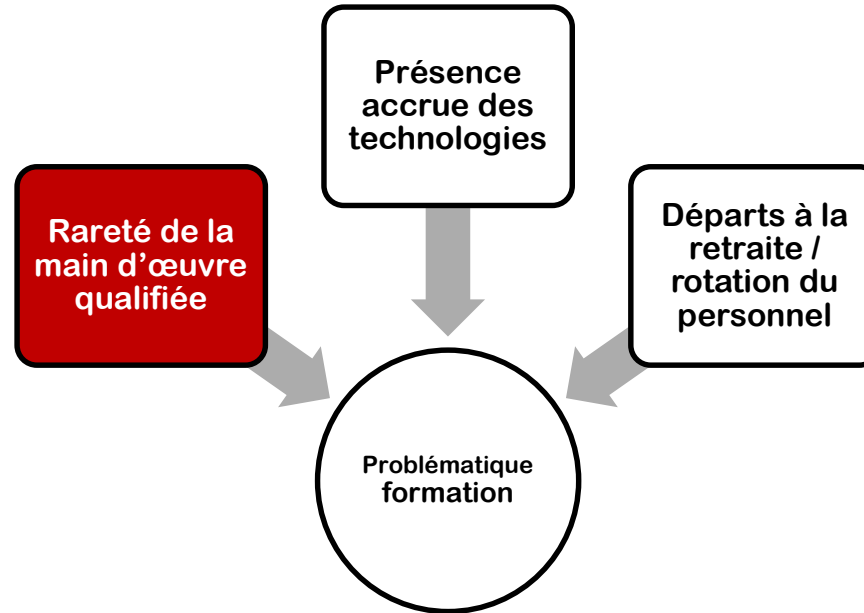 Présence
accrue des
technologies
Rareté de la
main d’œuvre
qualifiée
Départs à la
retraite /
rotation du
personnel
Problématique
formation